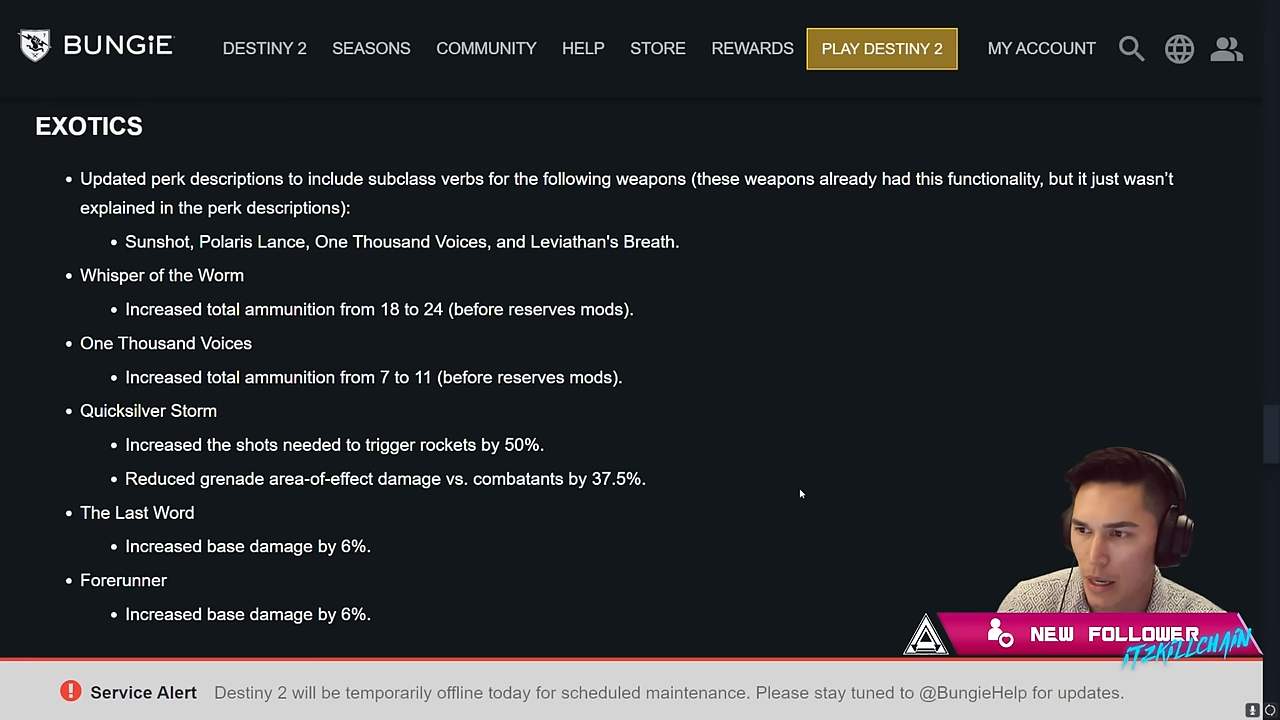 BUNGiE DESTINY 2 SEASONS COMMUNITY HELP STORE REWARDS PLAY DESTINY 2 MY ACCOUNT
EXOTICS
• Updated perk descriptions to include subclass verbs for the following weapons (these weapons already had this functionality, but it just wasn't
explained in the perk descriptions):
• Sunshot, Polaris Lance, One Thousand Voices, and Leviathan's Breath.
• Whisper of the Worm
• Increased total ammunition from 18 to 24 (before reserves mods).
• One Thousand Voices
• Increased total ammunition from 7 to 11 (before reserves mods).
• Quicksilver Storm
• Increased the shots needed to trigger rockets by 50%.
• Reduced grenade area-of-effect damage vs. combatants by 37.5%.
• The Last Word
• Increased base damage by 6%.
• Forerunner
• Increased base damage by 6%.
NEW FOLLOWER
iTZKiLLCHAiN
Service Alert Destiny 2 will be temporarily offline today for scheduled maintenance. Please stay tuned to @BungieHelp for updates.